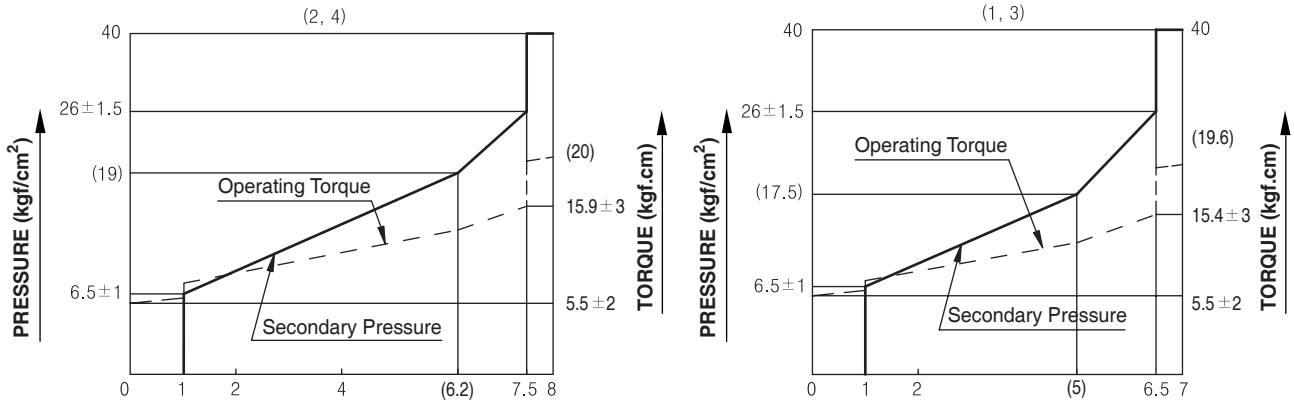 (2, 4)
40
26±1.5
(19)
6.5±1
PRESSURE (kgf/cm²)
Operating Torque
Secondary Pressure
(20)
15.9±3
5.5±2
TORQUE (kgf.cm)
0 1 2 4 (6.2) 7.5 8
(1, 3)
40
40
26±1.5
(17.5)
6.5±1
PRESSURE (kgf/cm²)
Operating Torque
Secondary Pressure
(19.6)
15.4±3
5.5±2
TORQUE (kgf.cm)
0 1 2 (5) 6.5 7